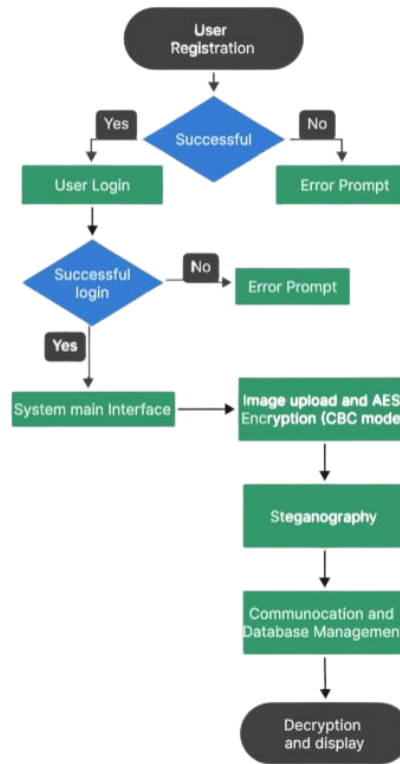 User
Registration
Yes
No
Successful
User Login
Error Prompt
Successful
login
No
Error Prompt
Yes
System main Interface
Image upload and AES
Encryption (CBC mode
Steganography
Communocation and
Database Management
Decryption
and display